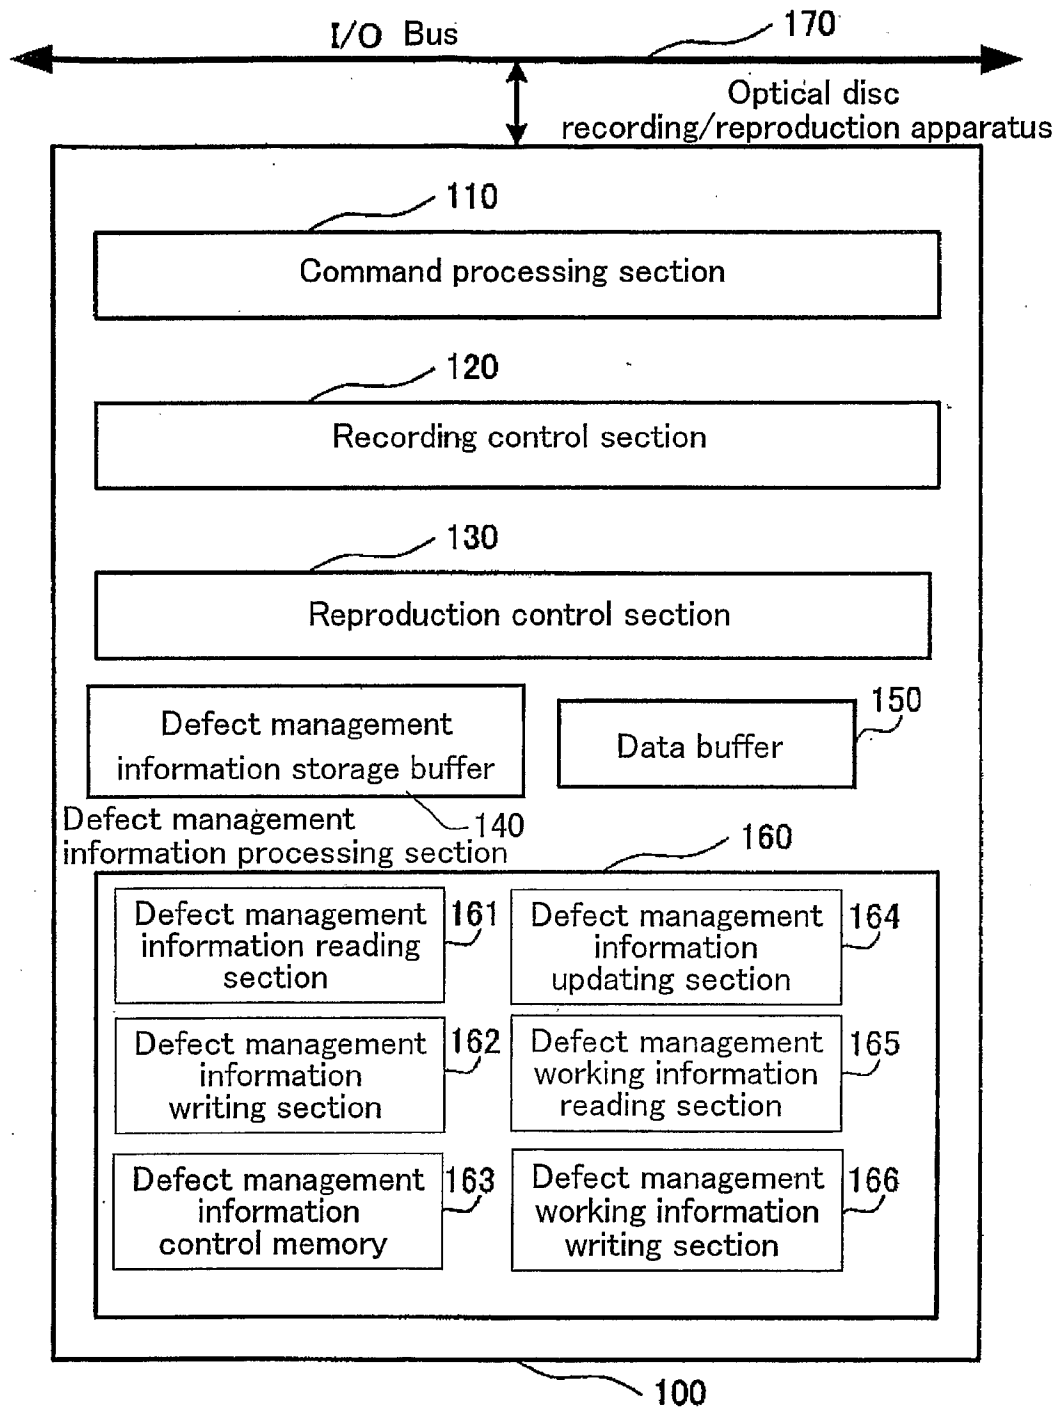 I/O Bus
170
Optical disc
recording/reproduction apparatus
110
Command processing section
120
Recording control section
130
Reproduction control section
Defect management
information storage buffer
140
150
Data buffer
Defect management
information processing section
160
Defect management
information reading
section
161
Defect management
information
updating section
164
Defect management
information
writing section
162
Defect management
working information
reading section
165
Defect management
information
control memory
163
Defect management
working information
writing section
166
100